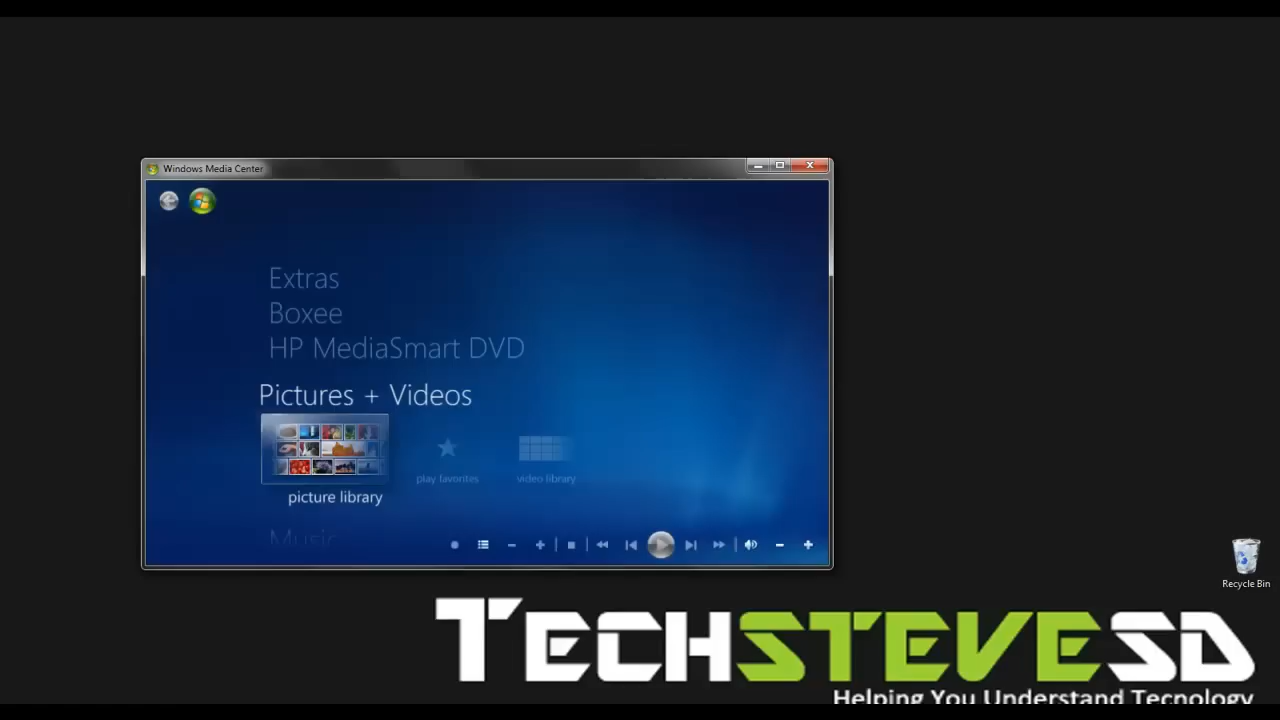 Windows Media Center
Extras
Boxee
HP MediaSmart DVD
Pictures + Videos
play favorites
video library
picture library
Music
Recycle Bin
TECHSTEVESD
Helping You Understand Tecnology